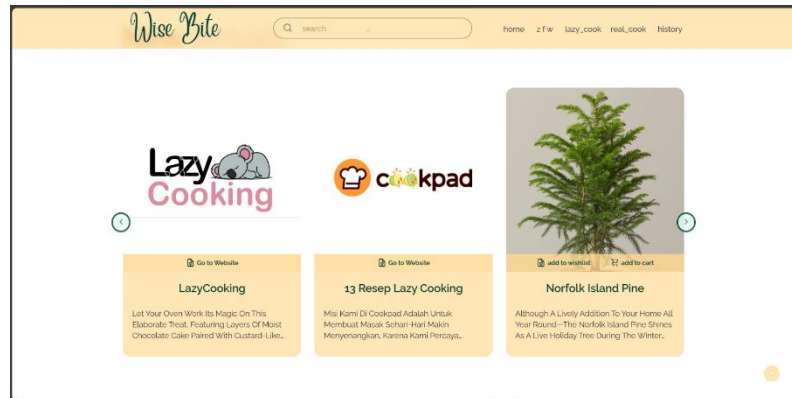 Wise Bite
search
home z f w lazy_cook real_cook history
Lazy
Cooking
cookpad
Go to Website
Go to Website
add to wishlist add to cart
LazyCooking
13 Resep Lazy Cooking
Norfolk Island Pine
Let Your Oven Work Its Magic On This
Elaborate Treat, Featuring Layers Of Moist
Chocolate Cake Paired With Custard-Like...
Misi Kami Di Cookpad Adalah Untuk
Membuat Masak Sehari-Hari Makin
Menyenangkan, Karena Kami Percaya...
Although A Lively Addition To Your Home All
Year Round—The Norfolk Island Pine Shines
As A Live Holiday Tree During The Winter...